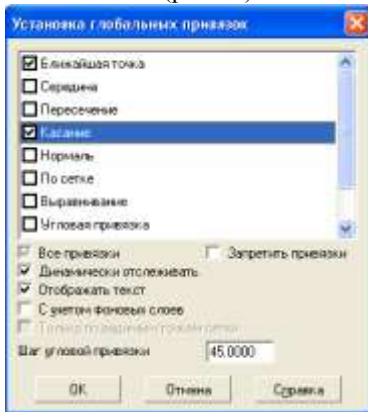 Установка глобальных привязок
Ближайшая точка
Середина
Пересечение
Касание
Нормаль
По сетке
Выравнивание
Угловая привязка
Все привязки Запретить привязки
Динамически отслеживать
Отображать текст
С учетом фоновых слоев
Только по видимым точкам сетки
Шаг угловой привязки 45.0000
OK Отмена Справка